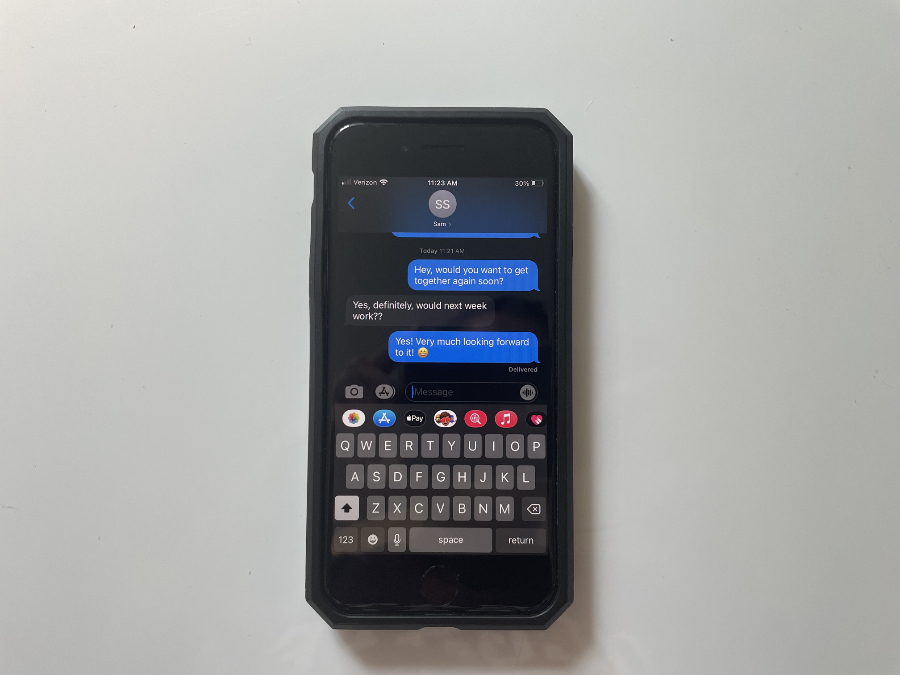 Verizon 11:23 AM 30%
SS
Sam
Today 11:21 AM
Hey, would you want to get
together again soon?
Yes, definitely, would next week
work??
Yes! Very much looking forward
to it! 😄
Delivered
Message
Pay
Q W E R T Y U I O P
A S D F G H J K L
Z X C V B N M
123 space return